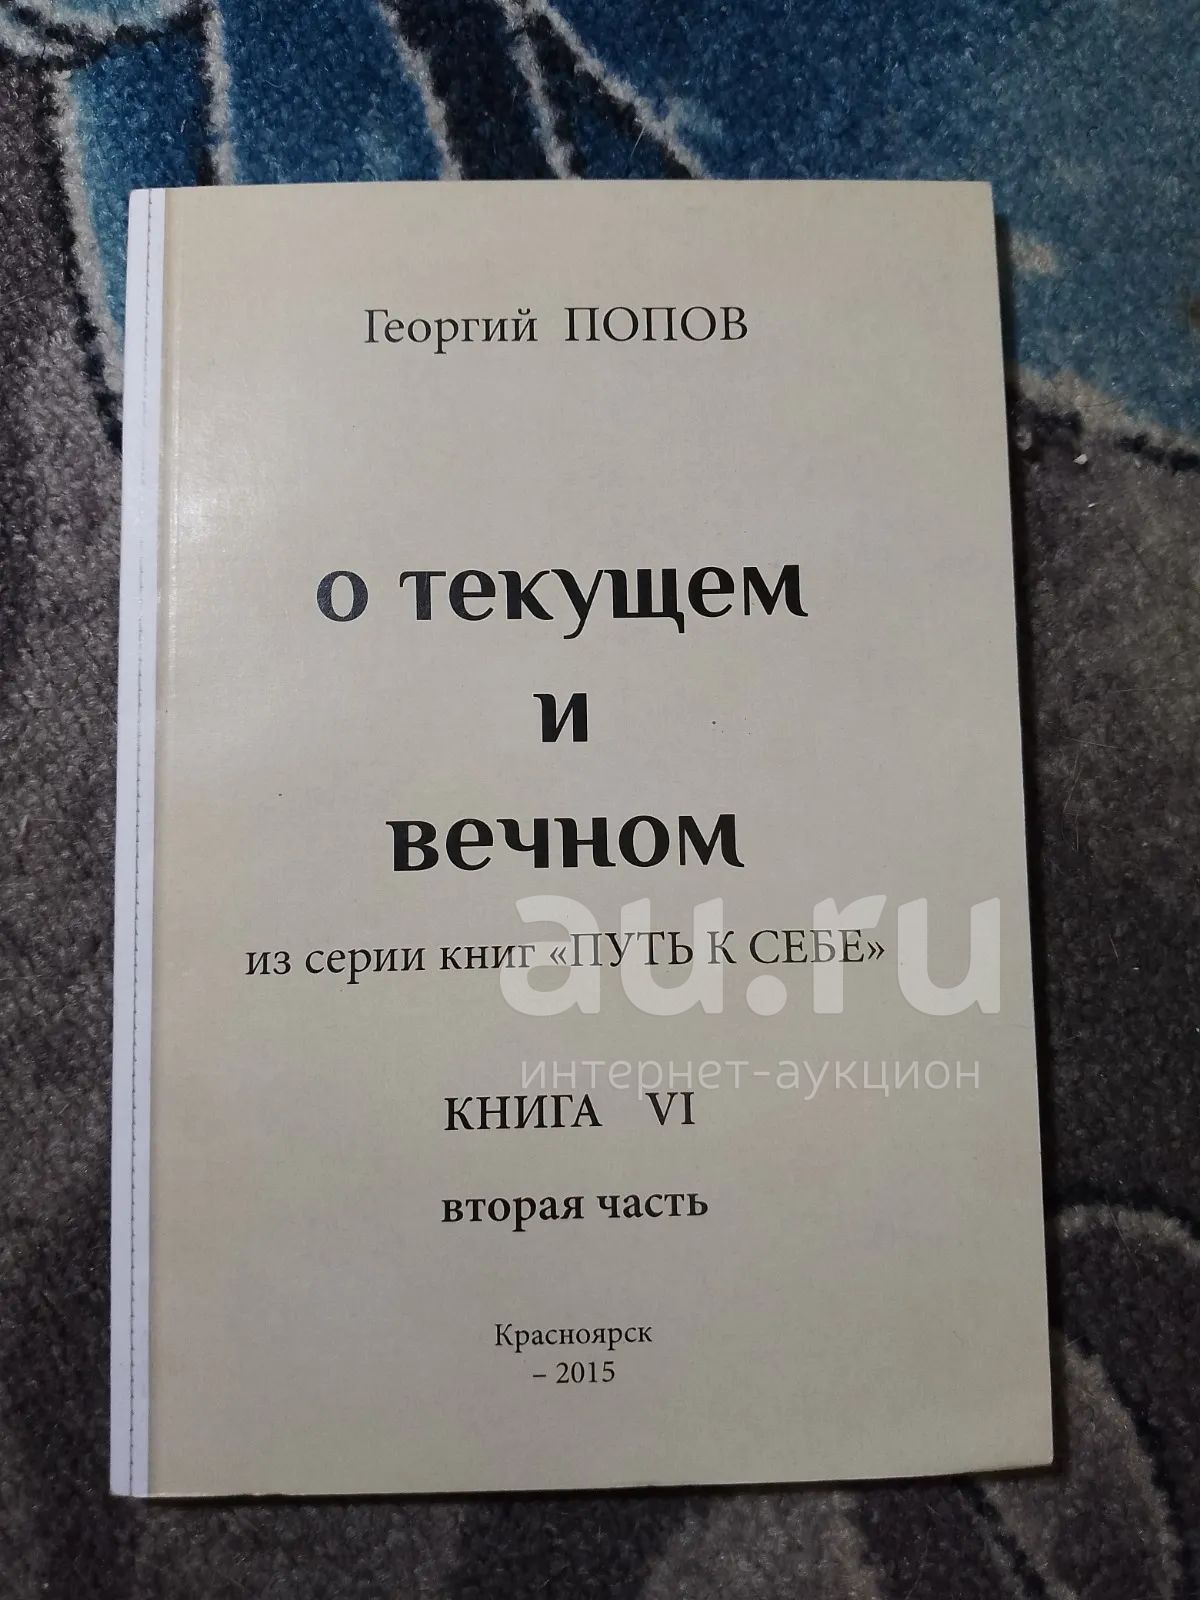 Георгий ПОПОВ
о текущем
и
вечном
из серии книг «ПУТЬ К СЕБЕ»
au.ru
интернет-аукцион
КНИГА VI
вторая часть
Красноярск
– 2015